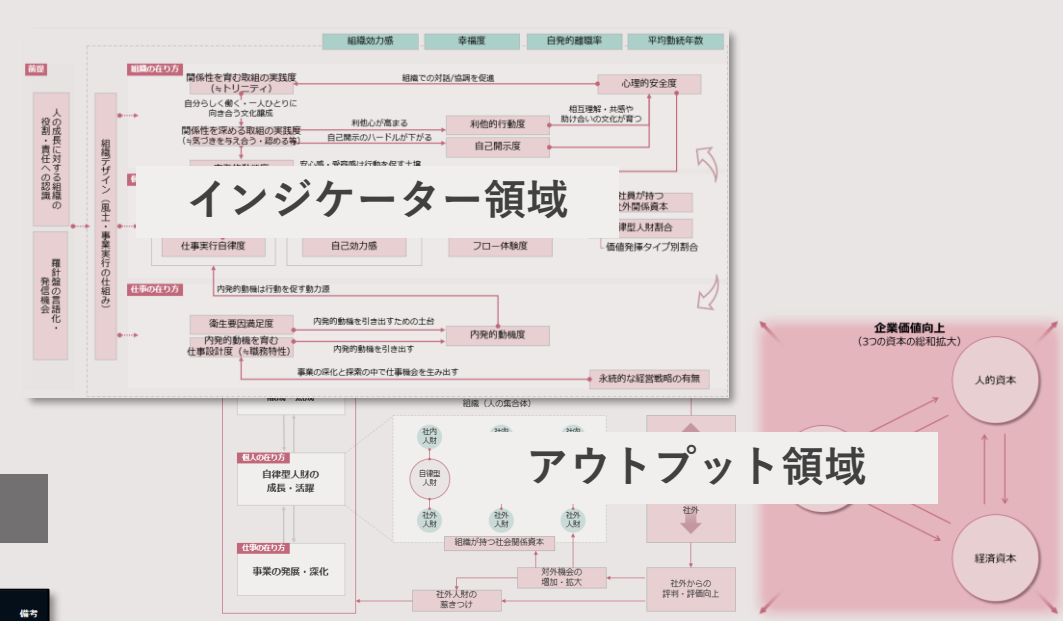 組織効力感
幸福度
自発的離職率
平均勤続年数
前提
組織の在り方
関係性を育む取組の実践度
(≒トリニティ)
組織での対話/協調を促進
心理的安全度
自分らしく働く・一人ひとりに
向き合う文化醸成
相互理解・共感や
助け合いの文化が育つ
関係性を深める取組の実践度
(≒気づきを与え合う・認める等)
利他心が高まる
利他的行動度
自己開示のハードルが下がる
自己開示度
安心感・受容感は行動を促す土壌
人の成長に対する組織の
役割・責任への認識
組織デザイン（風土・事業実行の仕組み）
インジケーター領域
社員が持つ
社外関係資本
自律型人財割合
仕事実行自律度
自己効力感
フロー体験度
価値発揮タイプ別割合
羅針盤の言語化・
発信機会
仕事の在り方
内発的動機は行動を促す動力源
衛生要因満足度
内発的動機を引き出すための土台
内発的動機度
内発的動機を育む
仕事設計度（≒職務特性）
内発的動機を引き出す
事業の深化と探索の中で仕事機会を生み出す
永続的な経営戦略の有無
企業価値向上
(3つの資本の総和拡大)
人的資本
組織（人の集合体）
社内
人財
社内
社内
アウトプット領域
個人の在り方
自律型人財の
成長・活躍
自律型
人財
社外
人財
社外
人財
社外
人財
社外
組織が持つ社会関係資本
仕事の在り方
事業の発展・深化
対外機会の
増加・拡大
社外人財の
惹きつけ
社外からの
評判・評価向上
経済資本
備考